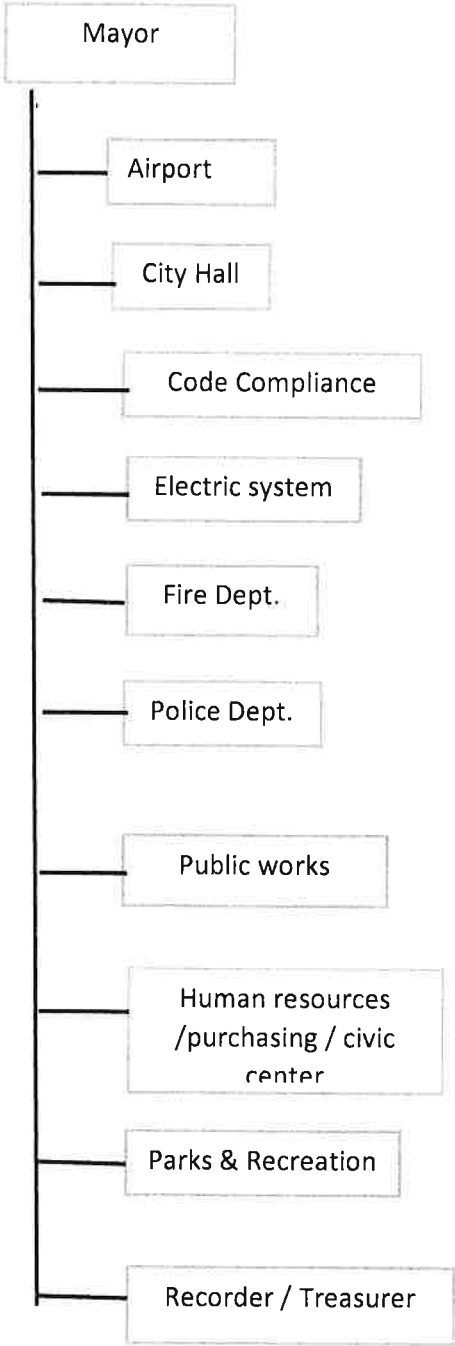 Mayor
Airport
City Hall
Code Compliance
Electric system
Fire Dept.
Police Dept.
Public works
Human resources
/purchasing / civic
center
Parks & Recreation
Recorder / Treasurer